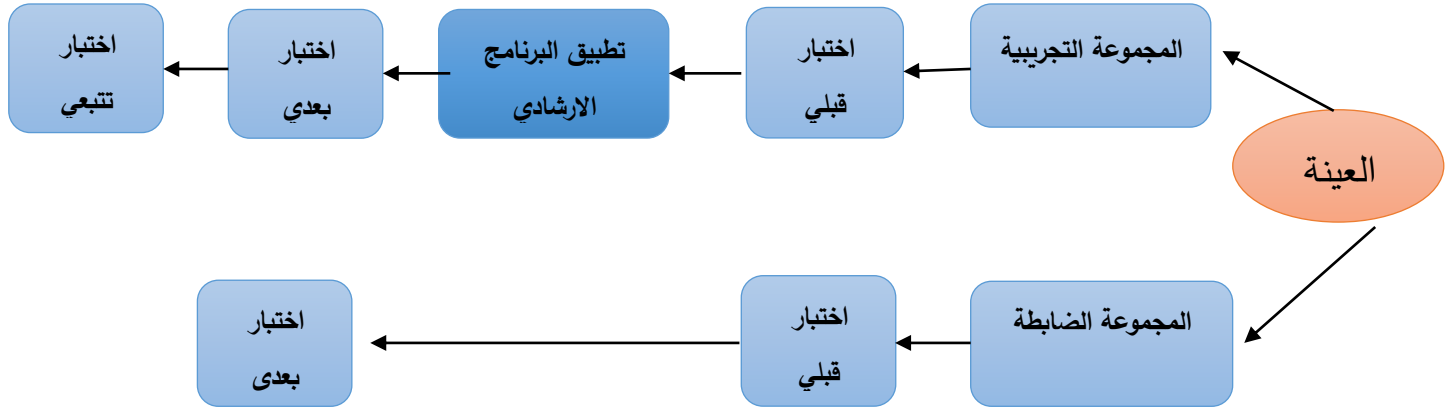 العينة
المجموعة التجريبية
اختبار
قبلي
تطبيق البرنامج
الارشادي
اختبار
بعدي
اختبار
تتبعي
المجموعة الضابطة
اختبار
قبلي
اختبار
بعدى